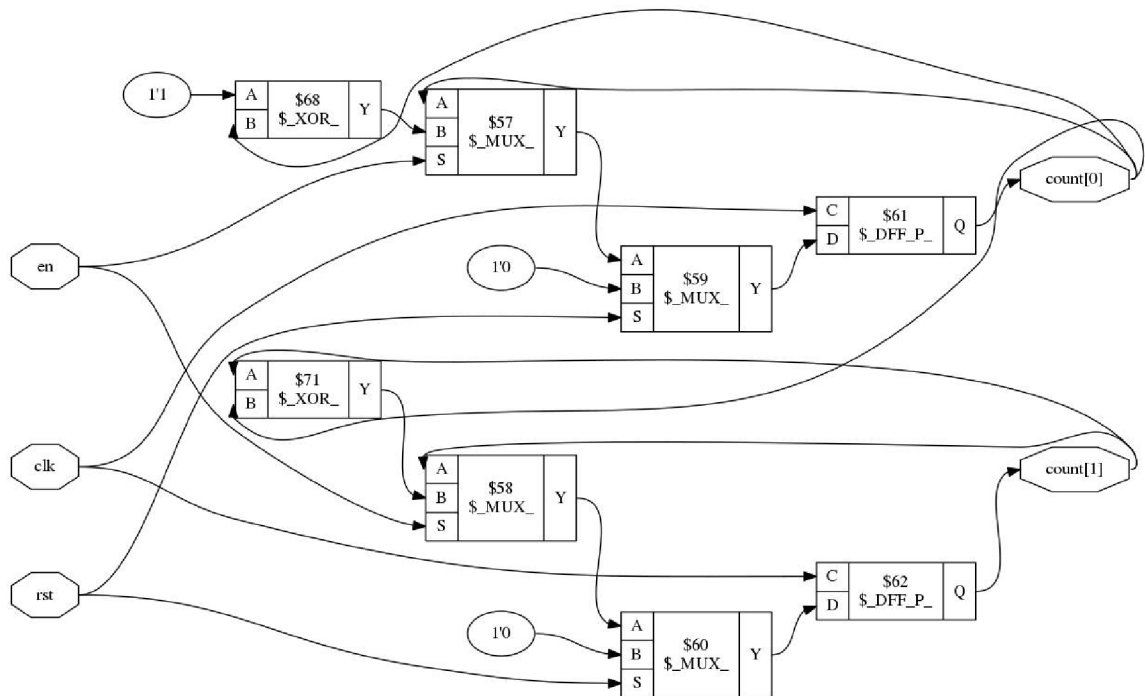 1'1
A
B
$68
$_XOR_
Y
A
B
S
$57
$_MUX_
Y
count[0]
C
D
$61
$_DFF_P_
Q
en
1'0
A
B
S
$59
$_MUX_
Y
A
B
$71
$_XOR_
Y
clk
A
B
S
$58
$_MUX_
Y
count[1]
rst
C
D
$62
$_DFF_P_
Q
1'0
A
B
S
$60
$_MUX_
Y